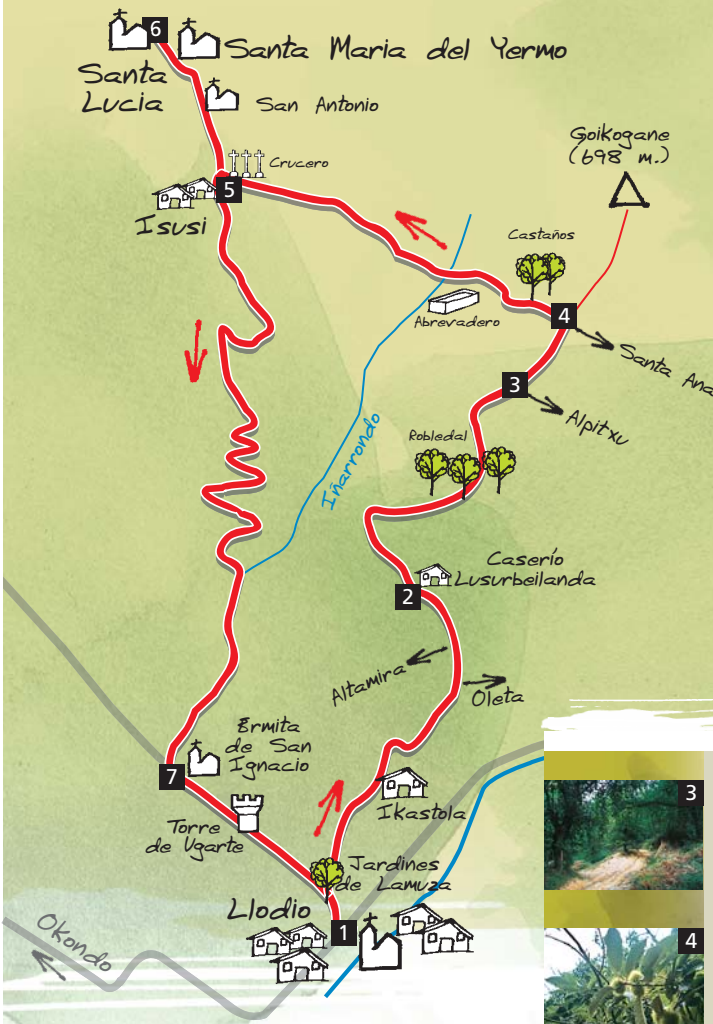 6
Santa Maria del Yermo
Santa
Lucia
San Antonio
Goikogane
(698 m.)
Crucero
5
Isusi
Castaños
Abrevadero
4
Santa Ana
3
Alpitxu
Robledal
Iñarrondo
Caserío
Lusurbeilanda
2
Altamira
Oleta
Ermita
de San
Ignacio
7
Ikastola
Torre
de Ugarte
Jardines
de Lamuza
Llodio
1
Okondo
3
4